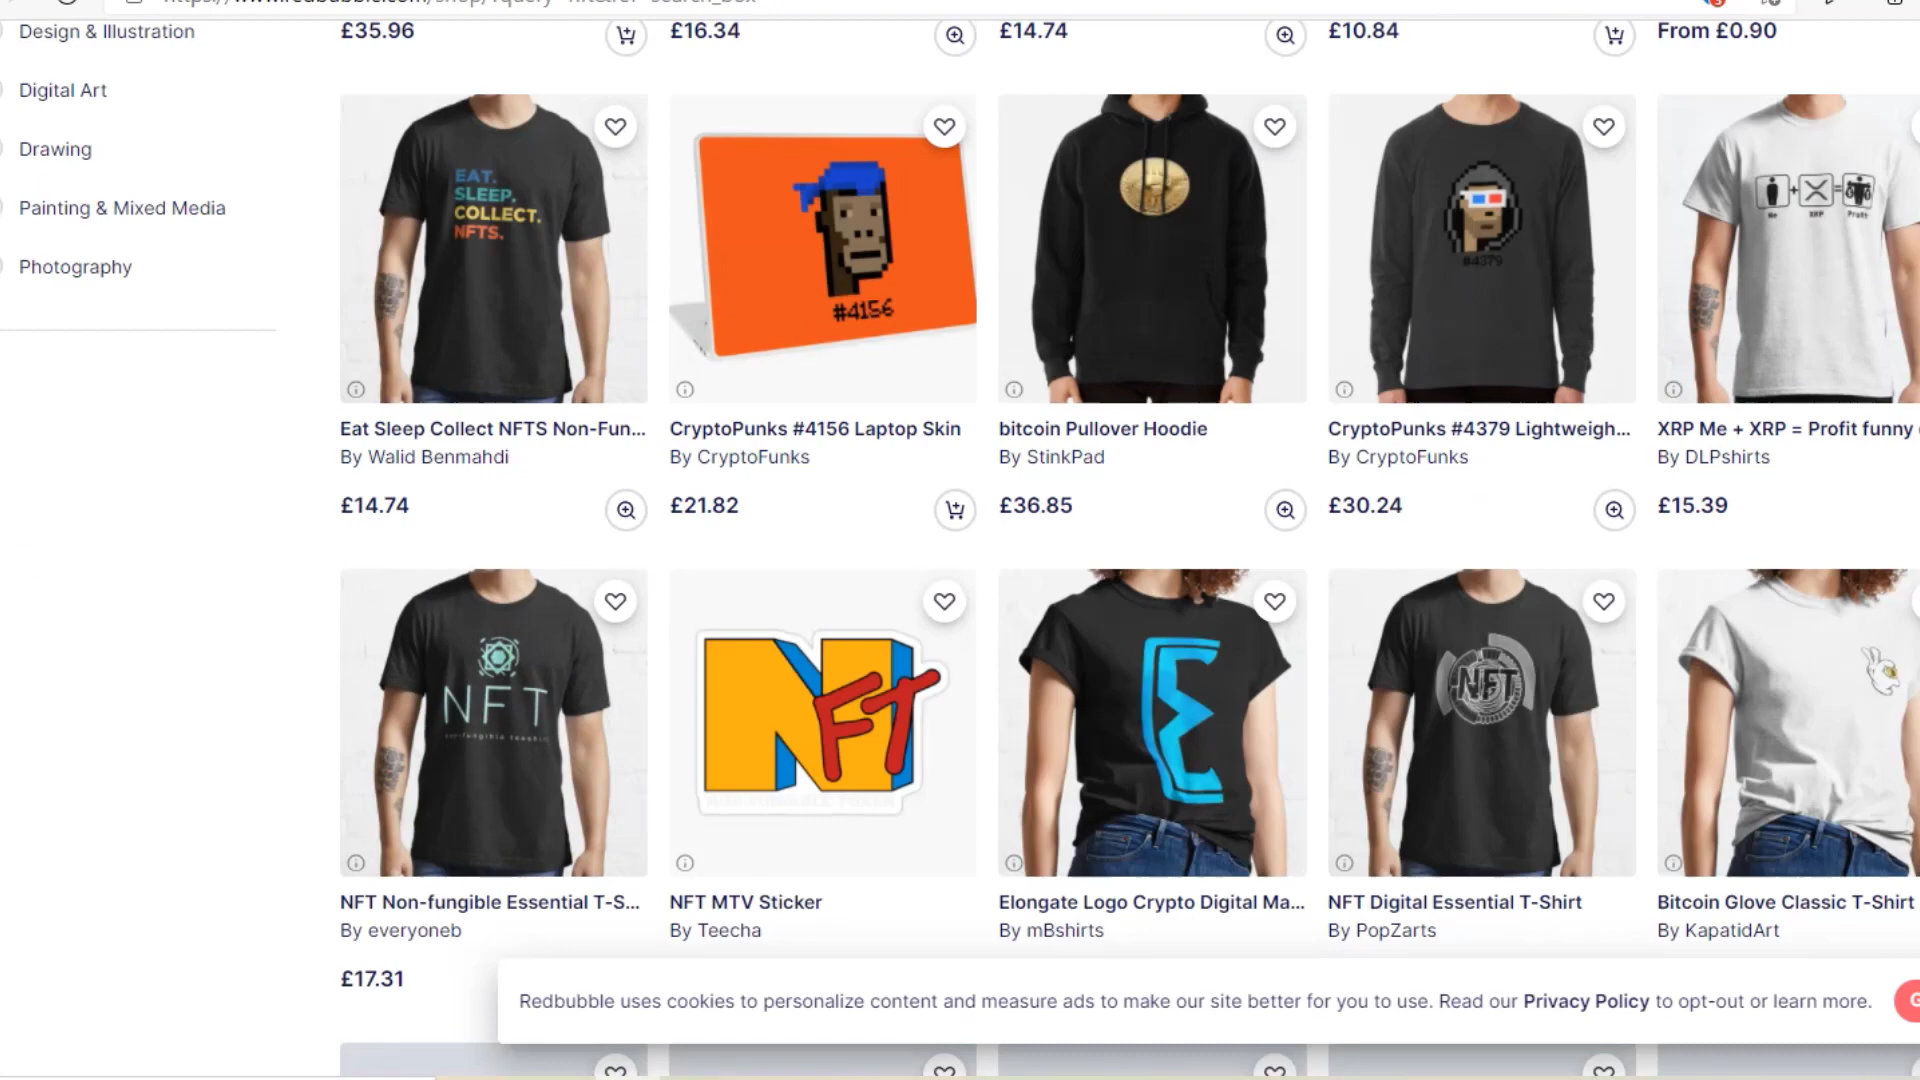 Design & Illustration
£35.96
£16.34
£14.74
£10.84
From £0.90
Digital Art
Drawing
Painting & Mixed Media
Photography
EAT.
SLEEP.
COLLECT.
NFTS.
#4156
#4379
Me
XRP
Profit
Eat Sleep Collect NFTS Non-Fun...
By Walid Benmahdi
£14.74
CryptoPunks #4156 Laptop Skin
By CryptoFunks
£21.82
bitcoin Pullover Hoodie
By StinkPad
£36.85
CryptoPunks #4379 Lightweigh...
By CryptoFunks
£30.24
XRP Me + XRP = Profit funny
By DLPshirts
£15.39
NFT
NFT
NFT
NFT Non-fungible Essential T-S...
By everyoneb
£17.31
NFT MTV Sticker
By Teecha
Elongate Logo Crypto Digital Ma...
By mBshirts
NFT Digital Essential T-Shirt
By PopZarts
Bitcoin Glove Classic T-Shirt
By KapatidArt
Redbubble uses cookies to personalize content and measure ads to make our site better for you to use. Read our Privacy Policy to opt-out or learn more.